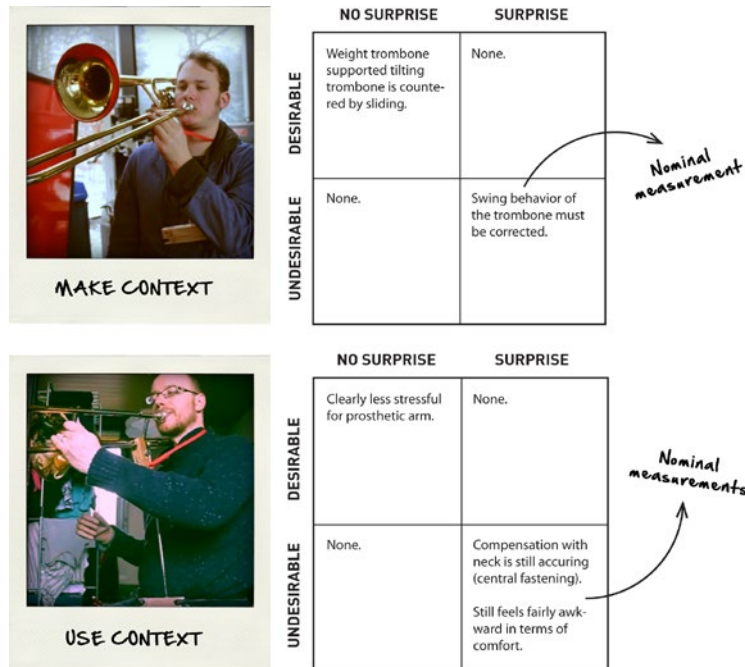 NO SURPRISE
SURPRISE
DESIRABLE
Weight trombone
supported tilting
trombone is counte-
red by sliding.
None.
Nominal
measurement
UNDESIRABLE
None.
Swing behavior of
the trombone must
be corrected.
MAKE CONTEXT
NO SURPRISE
SURPRISE
DESIRABLE
Clearly less stressful
for prosthetic arm.
None.
Nominal
measurements
UNDESIRABLE
None.
Compensation with
neck is still accuring
(central fastening).
Still feels fairly awk-
ward in terms of
comfort.
USE CONTEXT